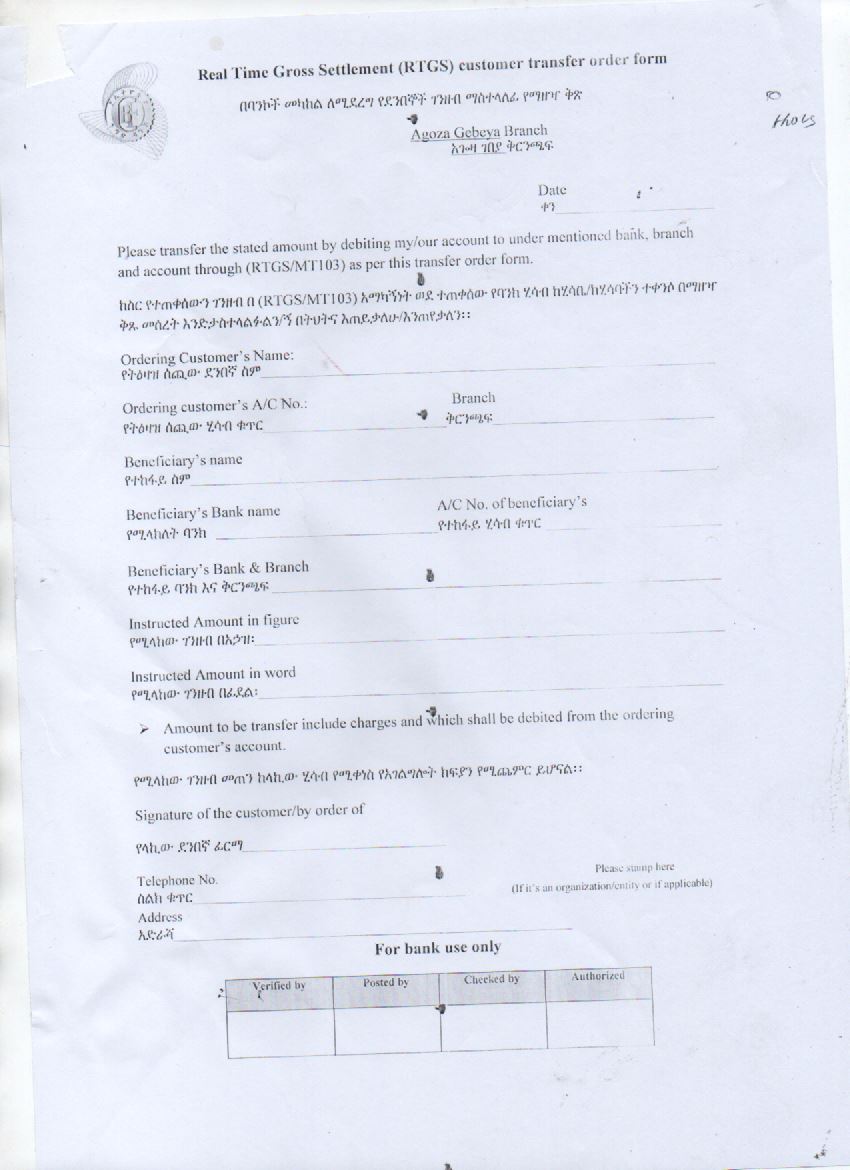 Real Time Gross Settlement (RTGS) customer transfer order form
በባንኮች መካከል ለሚደረግ የደንበኞች ገንዘብ ማስተላለፊ የማዘዣ ቅጽ
Agoza Gebeya Branch
አጎዛ ገበያ ቅርንጫፍ
Date
ቀን
Please transfer the stated amount by debiting my/our account to under mentioned bank, branch
and account through (RTGS/MT103) as per this transfer order form.
ከስር የተጠቀሰውን ገንዘብ በ (RTGS/MT103) አማካኝነት ወደ ተጠቀሰው የባንክ ሂሳብ ከሂሳቤ/ከሂሳባችን ተቀንሶ በማዘዣ
ቅጹ መሰረት እንድታስተላልፉልን/ኝ በትህትና እጠይቃለሁ/እንጠየቃለን፡፡
Ordering Customer's Name:
የትዕዛዝ ሰጪው ደንበኛ ስም
Ordering customer's A/C No.:
Branch
የትዕዛዝ ሰጪው ሂሳብ ቁጥር
ቅርንጫፍ
Beneficiary's name
የተከፋይ ስም
Beneficiary's Bank name
A/C No. of beneficiary's
የሚላክለት ባንክ
የተከፋይ ሂሳብ ቁጥር
Beneficiary's Bank & Branch
የተከፋይ ባንክ እና ቅርንጫፍ
Instructed Amount in figure
የሚላከው ገንዘብ በአኃዝ፡
Instructed Amount in word
የሚላከው ገንዘብ በፊደል፡
➢ Amount to be transfer include charges and which shall be debited from the ordering
customer's account.
የሚላከው ገንዘብ መጠን ከላኪው ሂሳብ የሚቀነስ የአገልግሎት ክፍያን የሚጨምር ይሆናል፡፡
Signature of the customer/by order of
የላኪው ደንበኛ ፊርማ
Telephone No.
ስልክ ቁጥር
Please stamp here
(If it's an organization/entity or if applicable)
Address
አድራሻ
For bank use only
Verified by Posted by Checked by Authorized